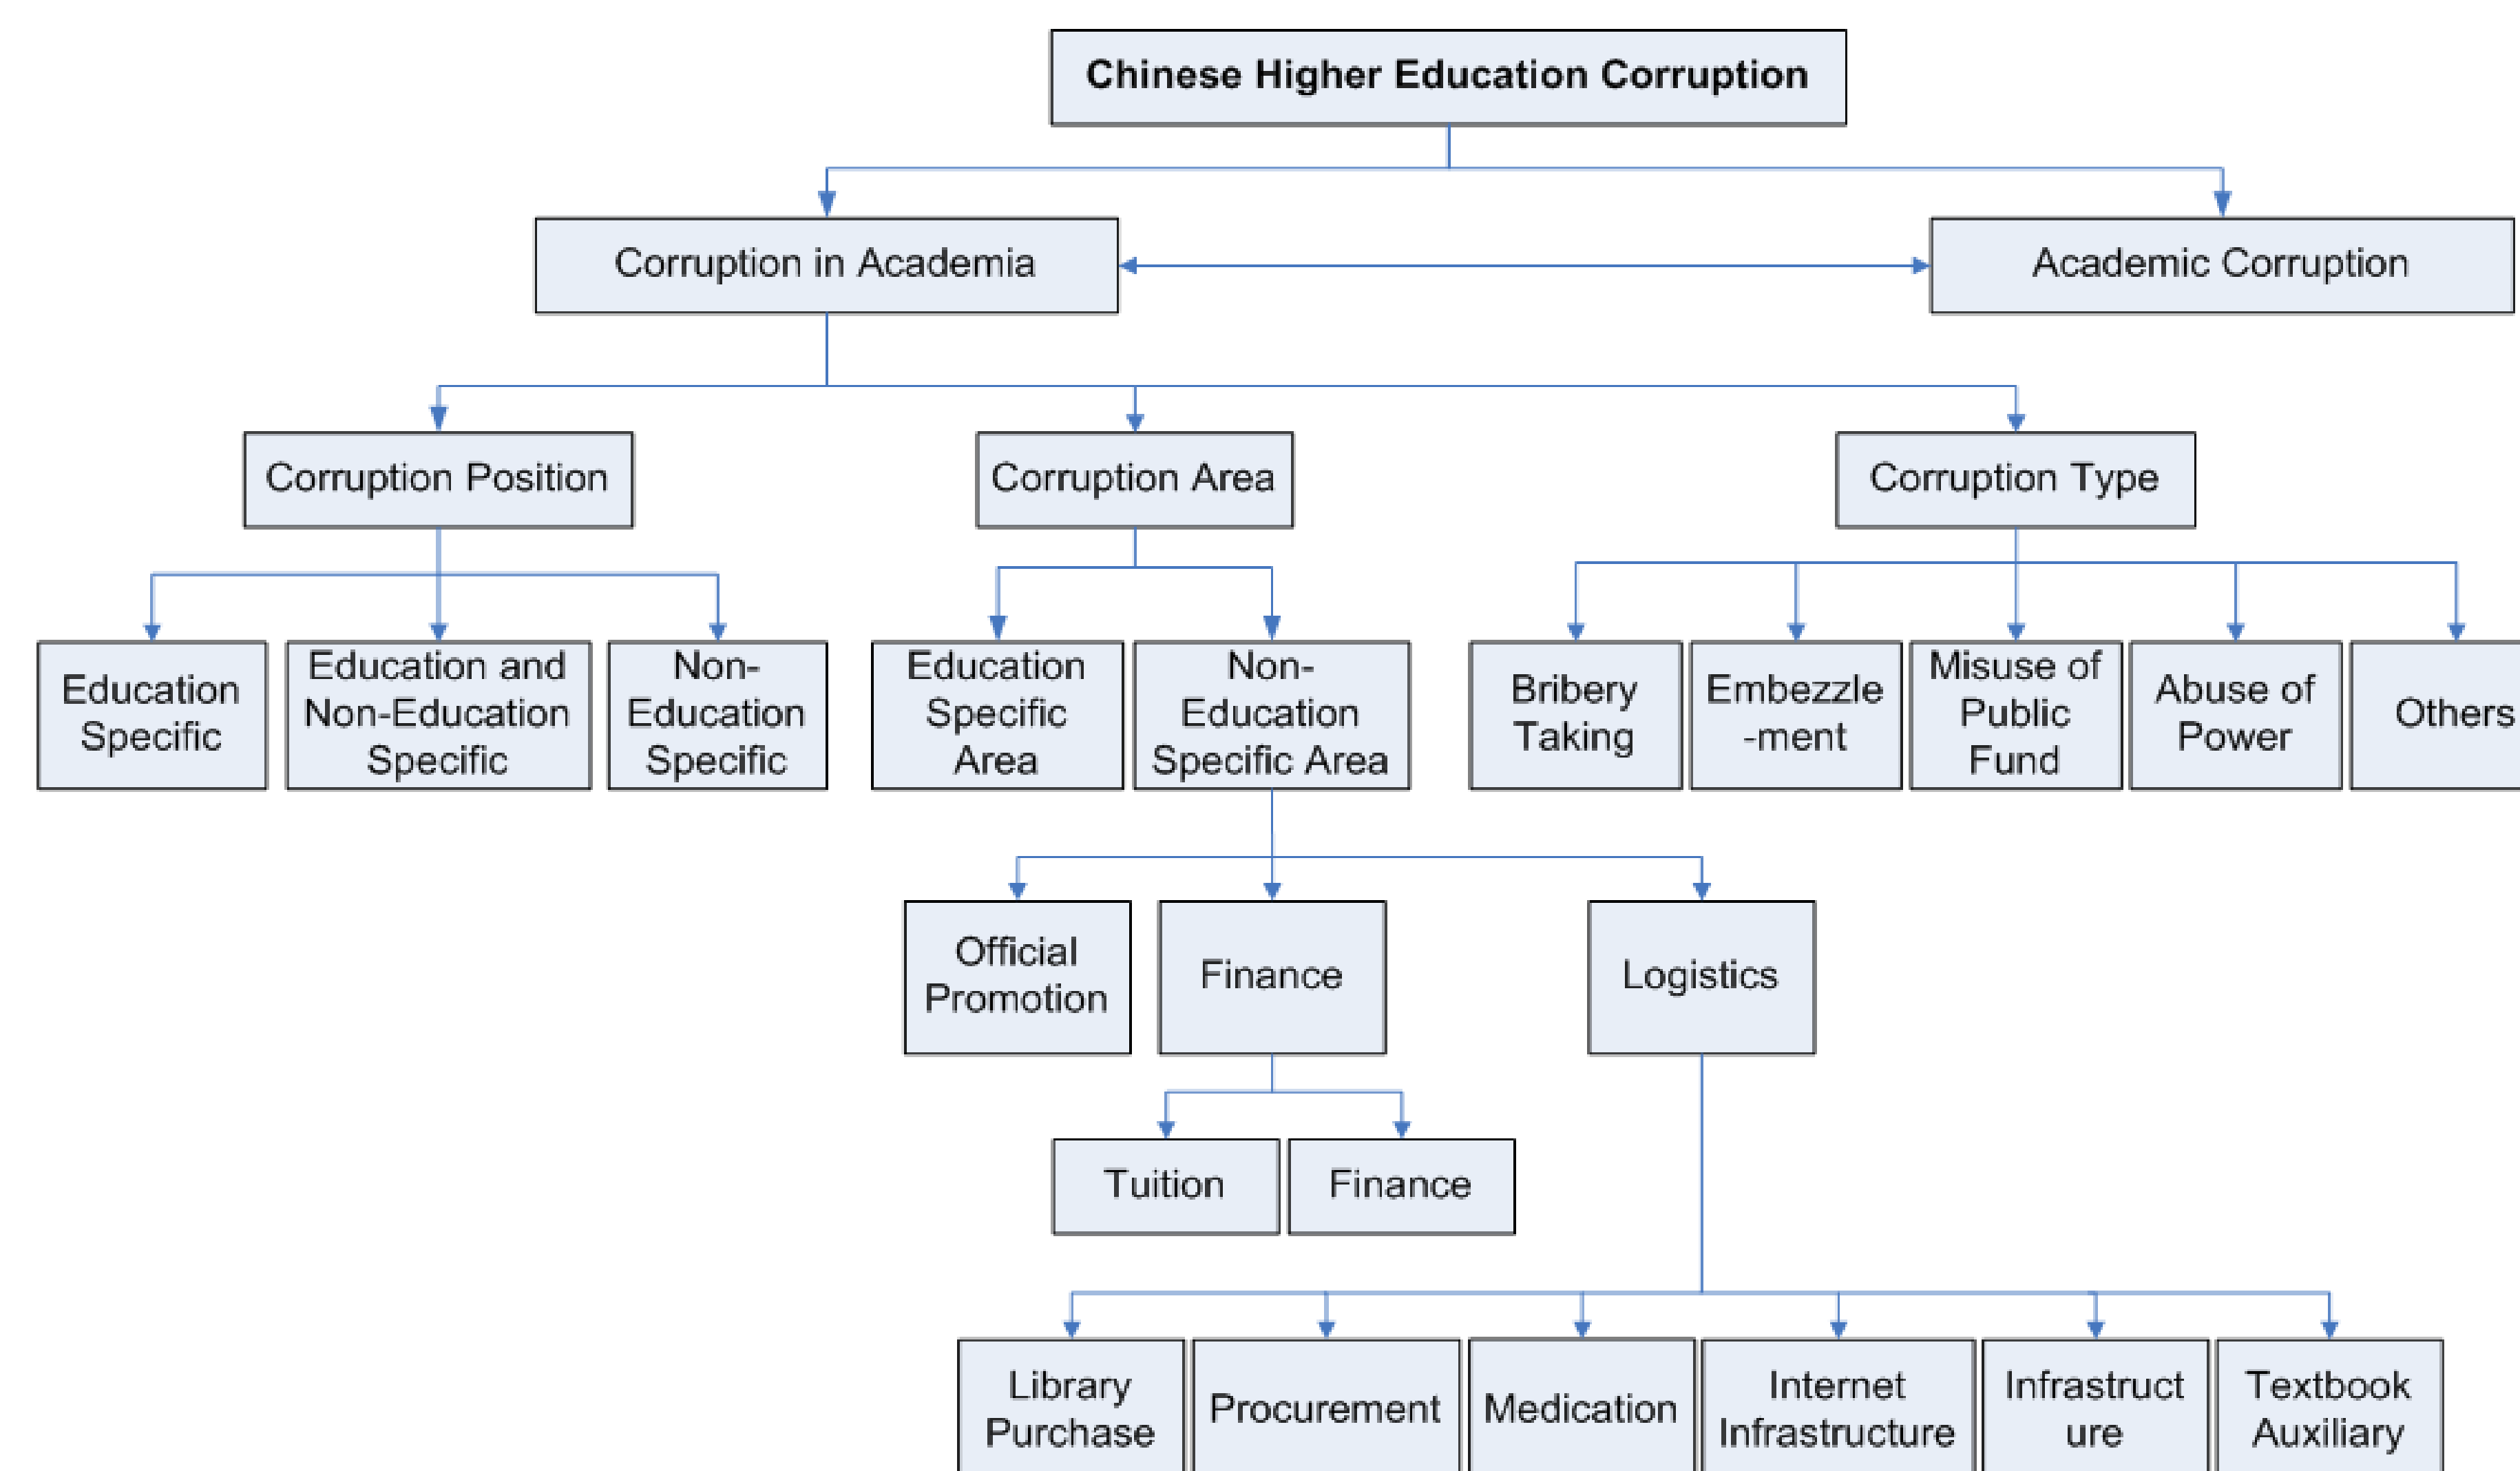 Chinese Higher Education Corruption
Corruption in Academia
Academic Corruption
Corruption Position
Corruption Area
Corruption Type
Education
Specific
Education and
Non-Education
Specific
Non-
Education
Specific
Education
Specific
Area
Non-
Education
Specific Area
Bribery
Taking
Embezzle
-ment
Misuse of
Public
Fund
Abuse of
Power
Others
Official
Promotion
Finance
Logistics
Tuition
Finance
Library
Purchase
Procurement
Medication
Internet
Infrastructure
Infrastruct
ure
Textbook
Auxiliary